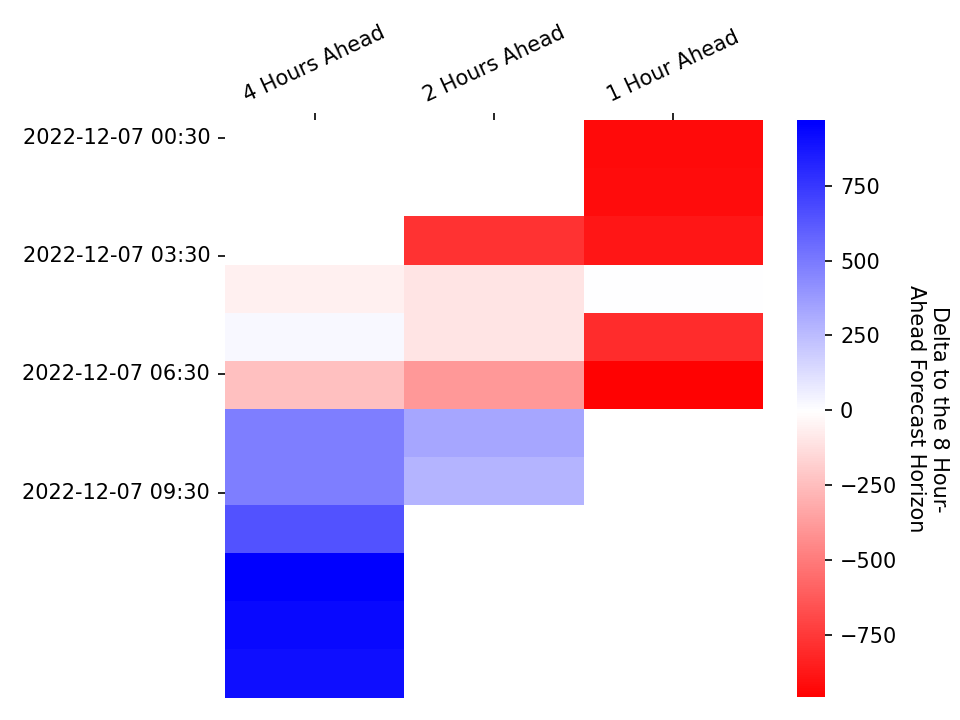 4 Hours Ahead
2 Hours Ahead
1 Hour Ahead
2022-12-07 00:30
2022-12-07 03:30
2022-12-07 06:30
2022-12-07 09:30
750
500
250
0
−250
−500
−750
Delta to the 8 Hour-
Ahead Forecast Horizon